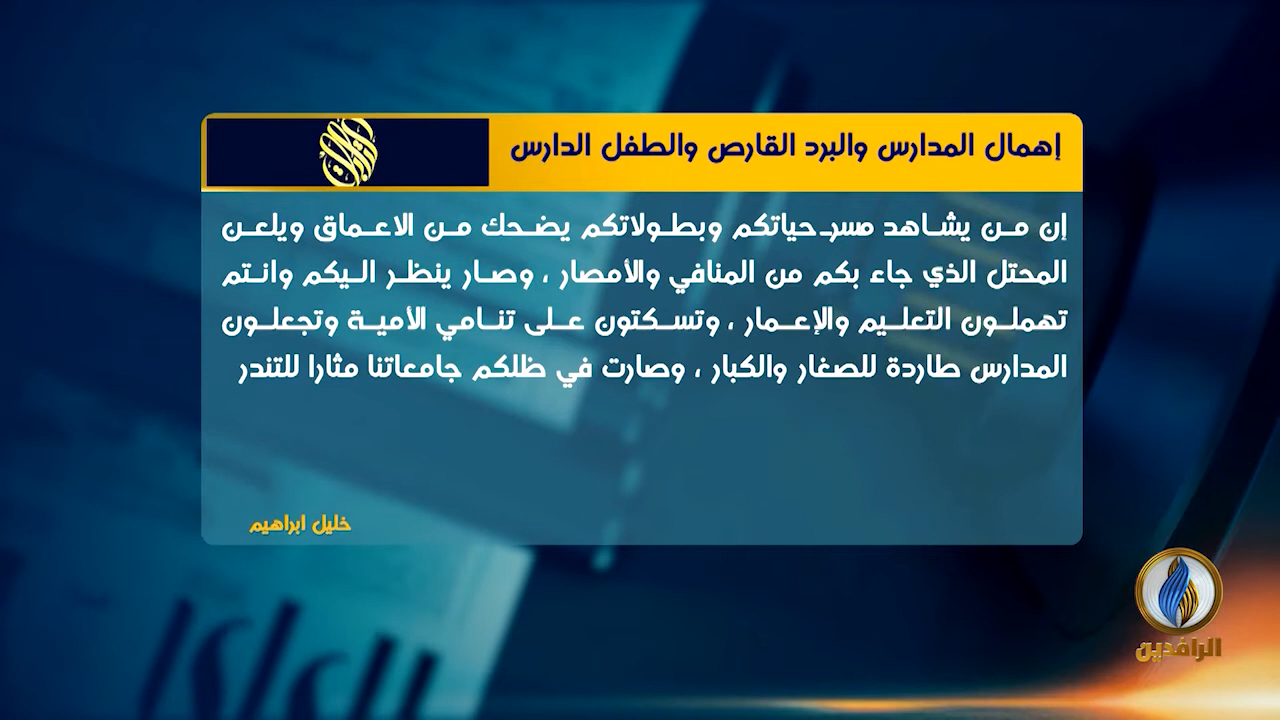 إهمال المدارس والبرد القارص والطفل الدارس
إن من يشاهد مسرحياتكم وبطولاتكم يضحك من الاعماق ويلعن
المحتل الذي جاء بكم من المنافي والأمصار ، وصار ينظر اليكم وانتم
تهملون التعليم والإعمار ، وتسكتون على تنامي الأمية وتجعلون
المدارس طاردة للصغار والكبار ، وصارت في ظلكم جامعاتنا مثارا للتندر
خليل ابراهيم
الرافدين